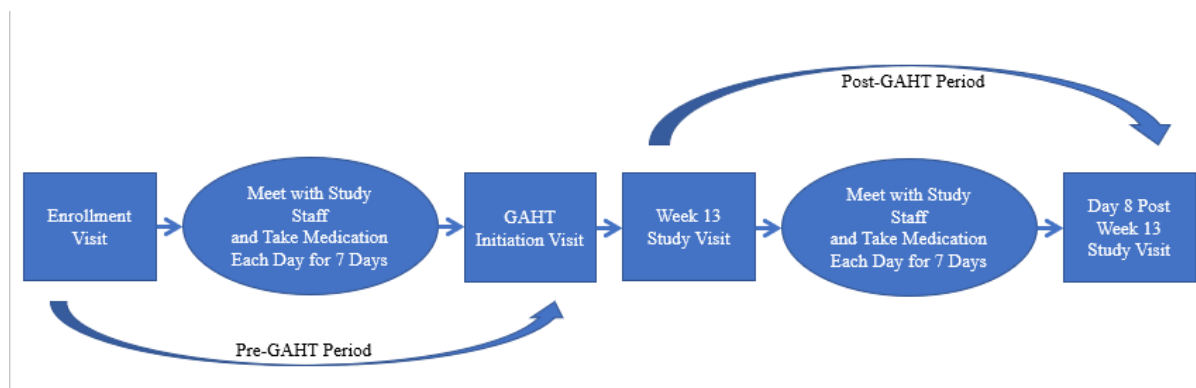 Post-GAHT Period
Enrollment
Visit
Meet with Study
Staff
and Take Medication
Each Day for 7 Days
GAHT
Initiation Visit
Week 13
Study Visit
Meet with Study
Staff
and Take Medication
Each Day for 7 Days
Day 8 Post
Week 13
Study Visit
Pre-GAHT Period